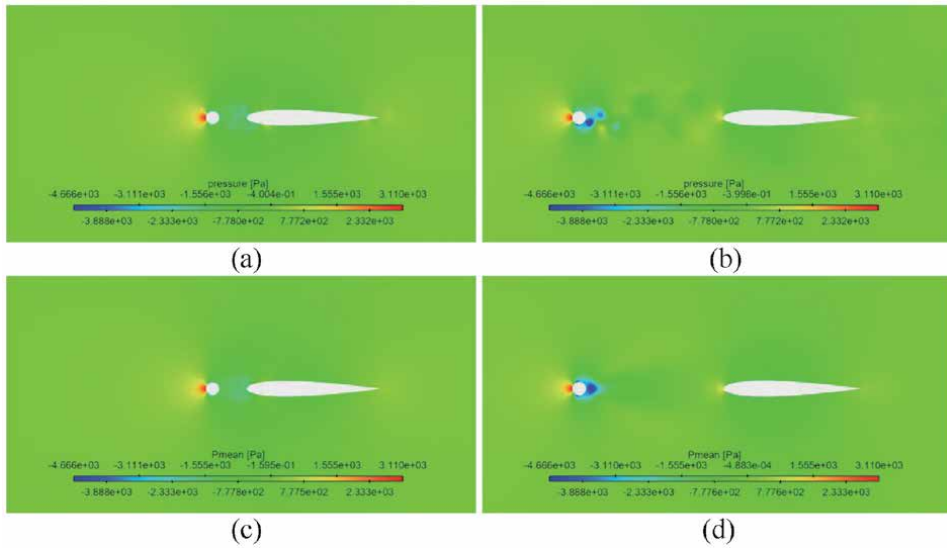 pressure [Pa]
-4.666e+03 -3.111e+03 -1.556e+03 -4.004e-01 1.555e+03 3.110e+03
-3.888e+03 -2.333e+03 -7.780e+02 7.772e+02 2.332e+03
(a)
pressure [Pa]
-4.666e+03 -3.111e+03 -1.556e+03 -3.996e-01 1.555e+03 3.110e+03
-3.888e+03 -2.333e+03 -7.780e+02 7.772e+02 2.332e+03
(b)
Pmean [Pa]
-4.666e+03 -3.111e+03 -1.555e+03 -1.595e-01 1.555e+03 3.110e+03
-3.888e+03 -2.333e+03 -7.778e+02 7.775e+02 2.333e+03
(c)
Pmean [Pa]
-4.666e+03 -3.110e+03 -1.555e+03 -4.883e-04 1.555e+03 3.110e+03
-3.888e+03 -2.333e+03 -7.776e+02 7.776e+02 2.333e+03
(d)